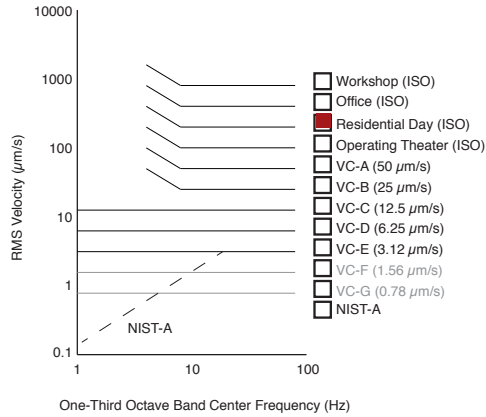 10000
1000
100
10
1
0.1
RMS Velocity (µm/s)
1
10
100
One-Third Octave Band Center Frequency (Hz)
NIST-A
Workshop (ISO)
Office (ISO)
Residential Day (ISO)
Operating Theater (ISO)
VC-A (50 µm/s)
VC-B (25 µm/s)
VC-C (12.5 µm/s)
VC-D (6.25 µm/s)
VC-E (3.12 µm/s)
VC-F (1.56 µm/s)
VC-G (0.78 µm/s)
NIST-A